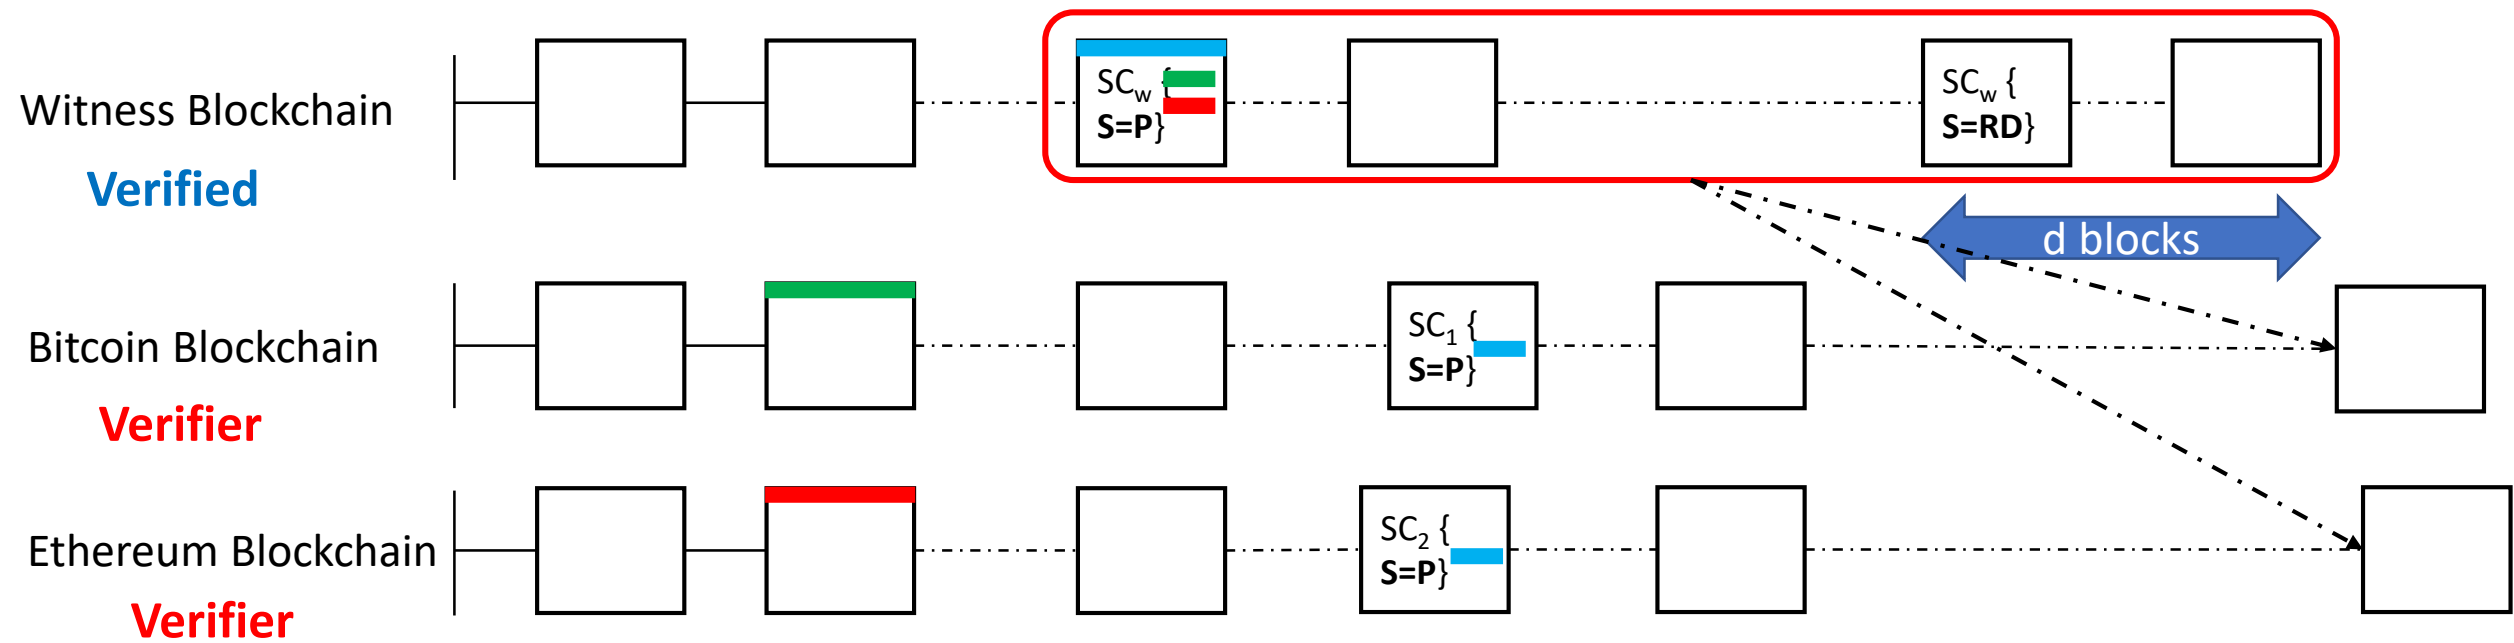 Witness Blockchain
Verified
SCw {
S=P}
SCw {
S=RD}
d blocks
Bitcoin Blockchain
Verifier
SC1 {
S=P}
Ethereum Blockchain
Verifier
SC2 {
S=P}